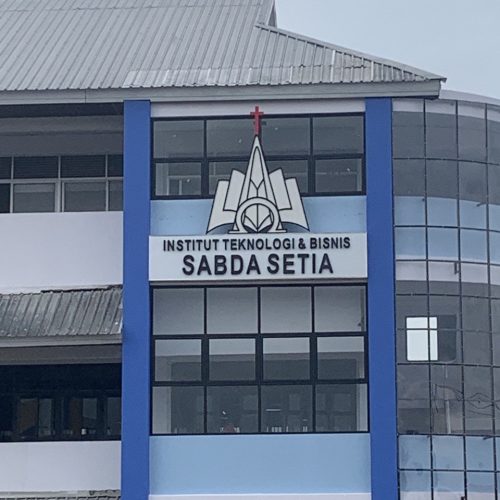 INSTITUT TEKNOLOGI & BISNIS
SABDA SETIA